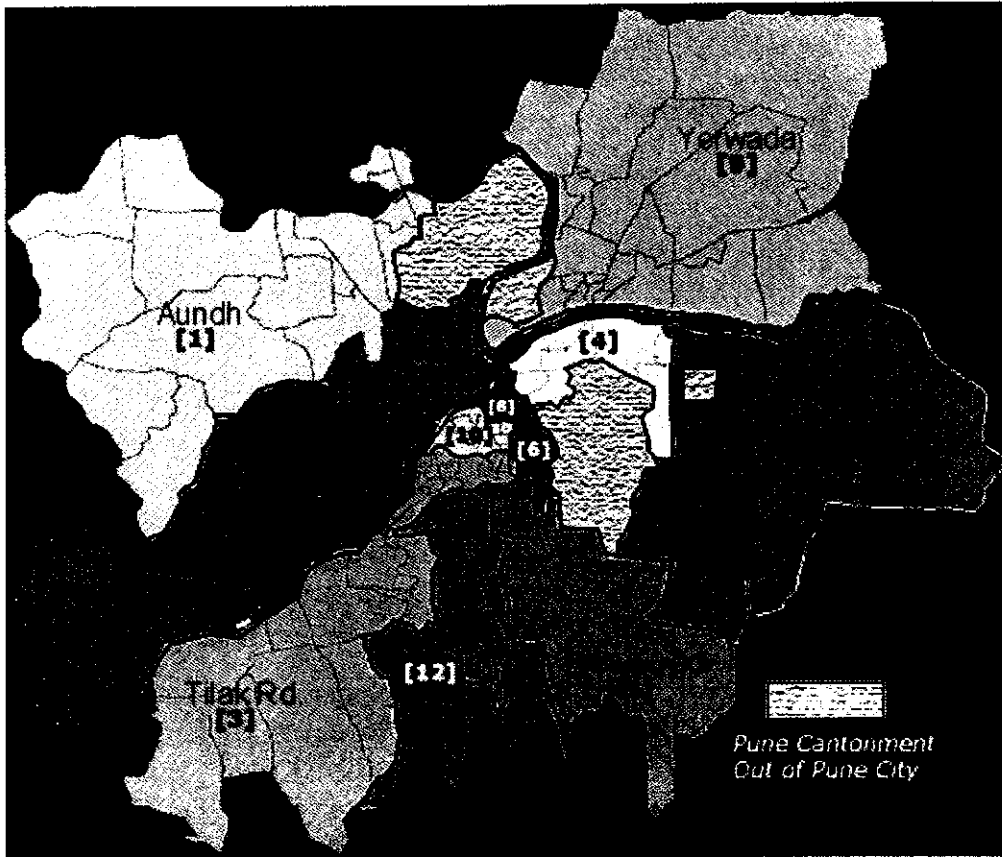 Yerwada
Aundh
[1]
[4]
[6]
Tilak Rd.
[12]
Pune Cantonment
Out of Pune City